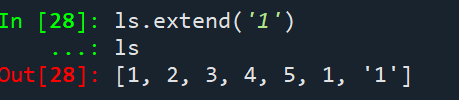 In [28]: ls.extend('1')
...: ls
Out[28]: [1, 2, 3, 4, 5, 1, '1']